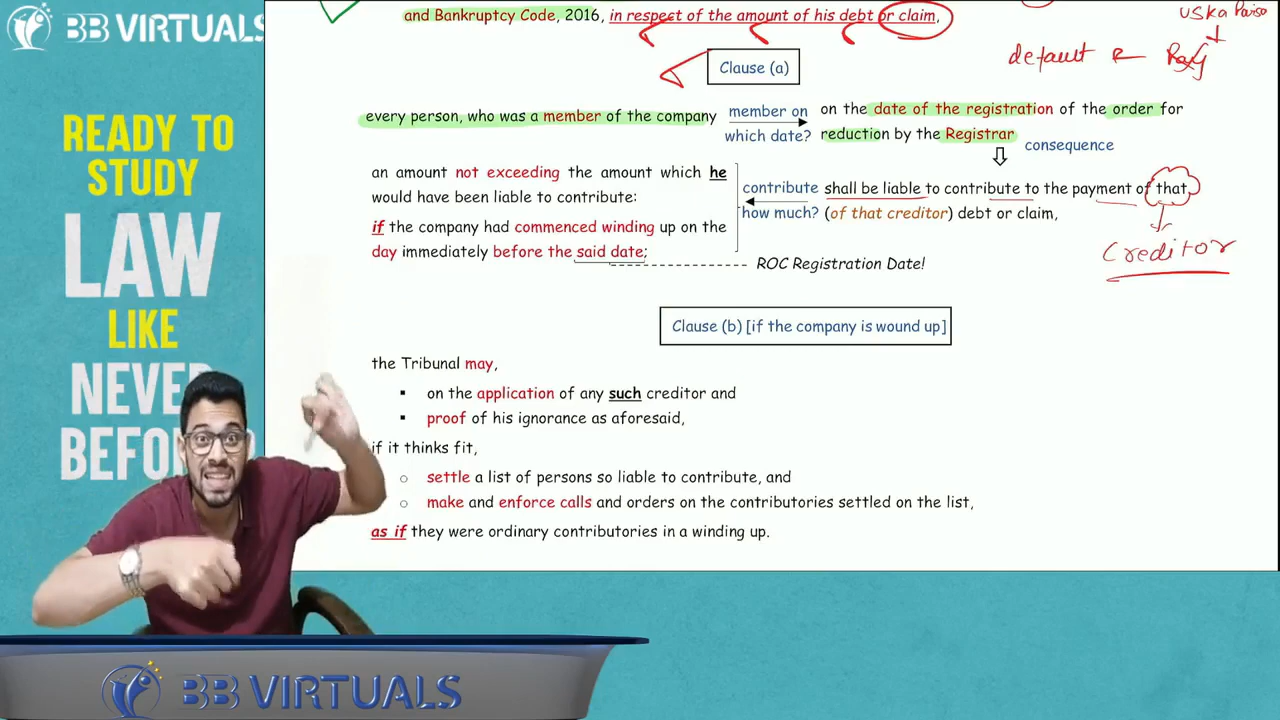 BB VIRTUALS
READY TO
STUDY
LAW
LIKE
NEVER
and Bankruptcy Code, 2016, in respect of the amount of his debt or claim,
uska Paisa
default ←
Clause (a)
every person, who was a member of the company
member on
which date?
on the date of the registration of the order for
reduction by the Registrar
consequence
an amount not exceeding the amount which he
would have been liable to contribute:
if the company had commenced winding up on the
day immediately before the said date;
contribute
how much?
shall be liable to contribute to the payment of that
(of that creditor) debt or claim,
Creditor
ROC Registration Date!
Clause (b) [if the company is wound up]
the Tribunal may,
▪ on the application of any such creditor and
▪ proof of his ignorance as aforesaid,
if it thinks fit,
○ settle a list of persons so liable to contribute, and
○ make and enforce calls and orders on the contributories settled on the list,
as if they were ordinary contributories in a winding up.
BB VIRTUALS